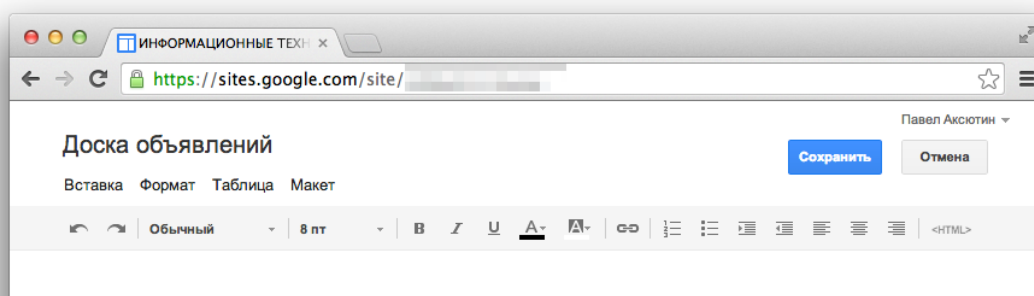 ИНФОРМАЦИОННЫЕ ТЕХН
https://sites.google.com/site/
Павел Аксютин
Доска объявлений
Сохранить Отмена
Вставка Формат Таблица Макет
Обычный 8 пт B I U A A <HTML>